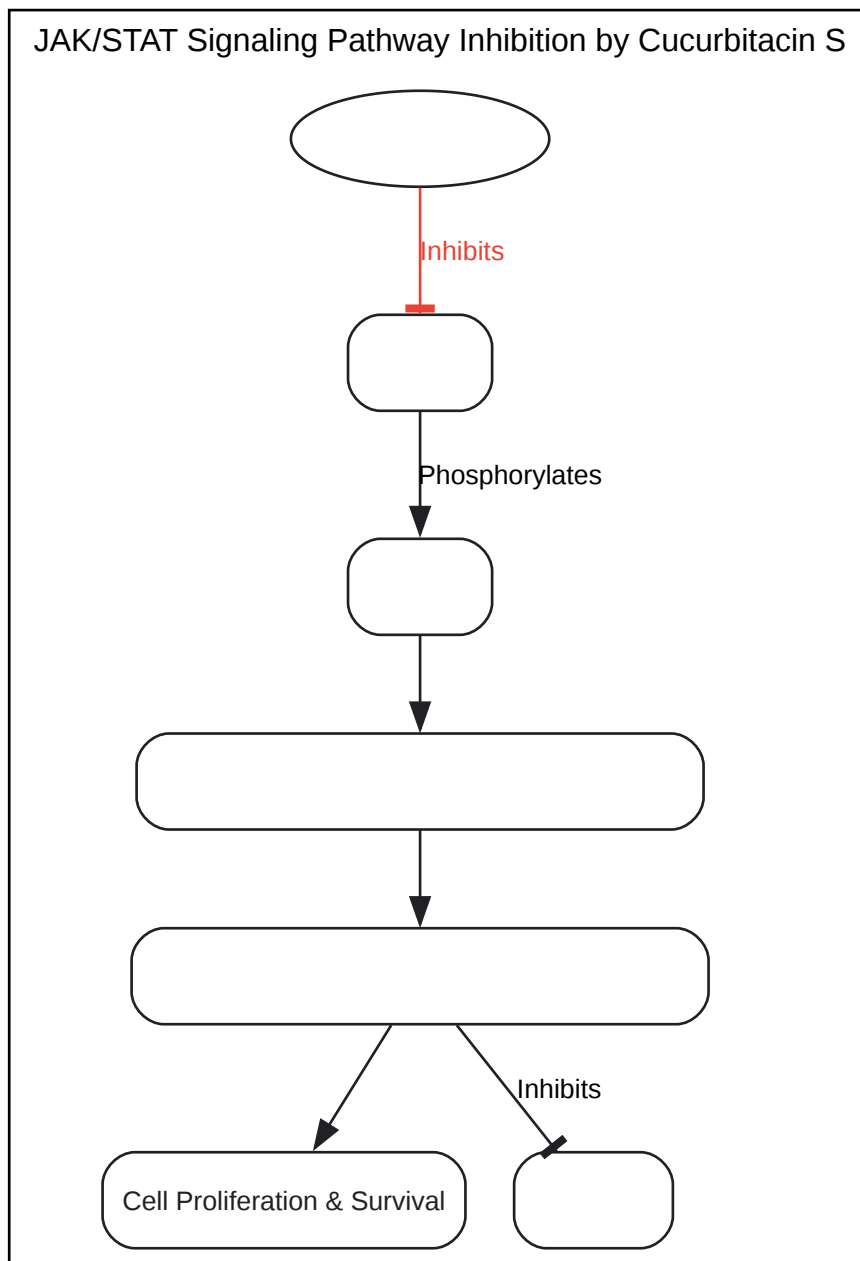 JAK/STAT Signaling Pathway Inhibition by Cucurbitacin S
Inhibits
Phosphorylates
Inhibits
Cell Proliferation & Survival